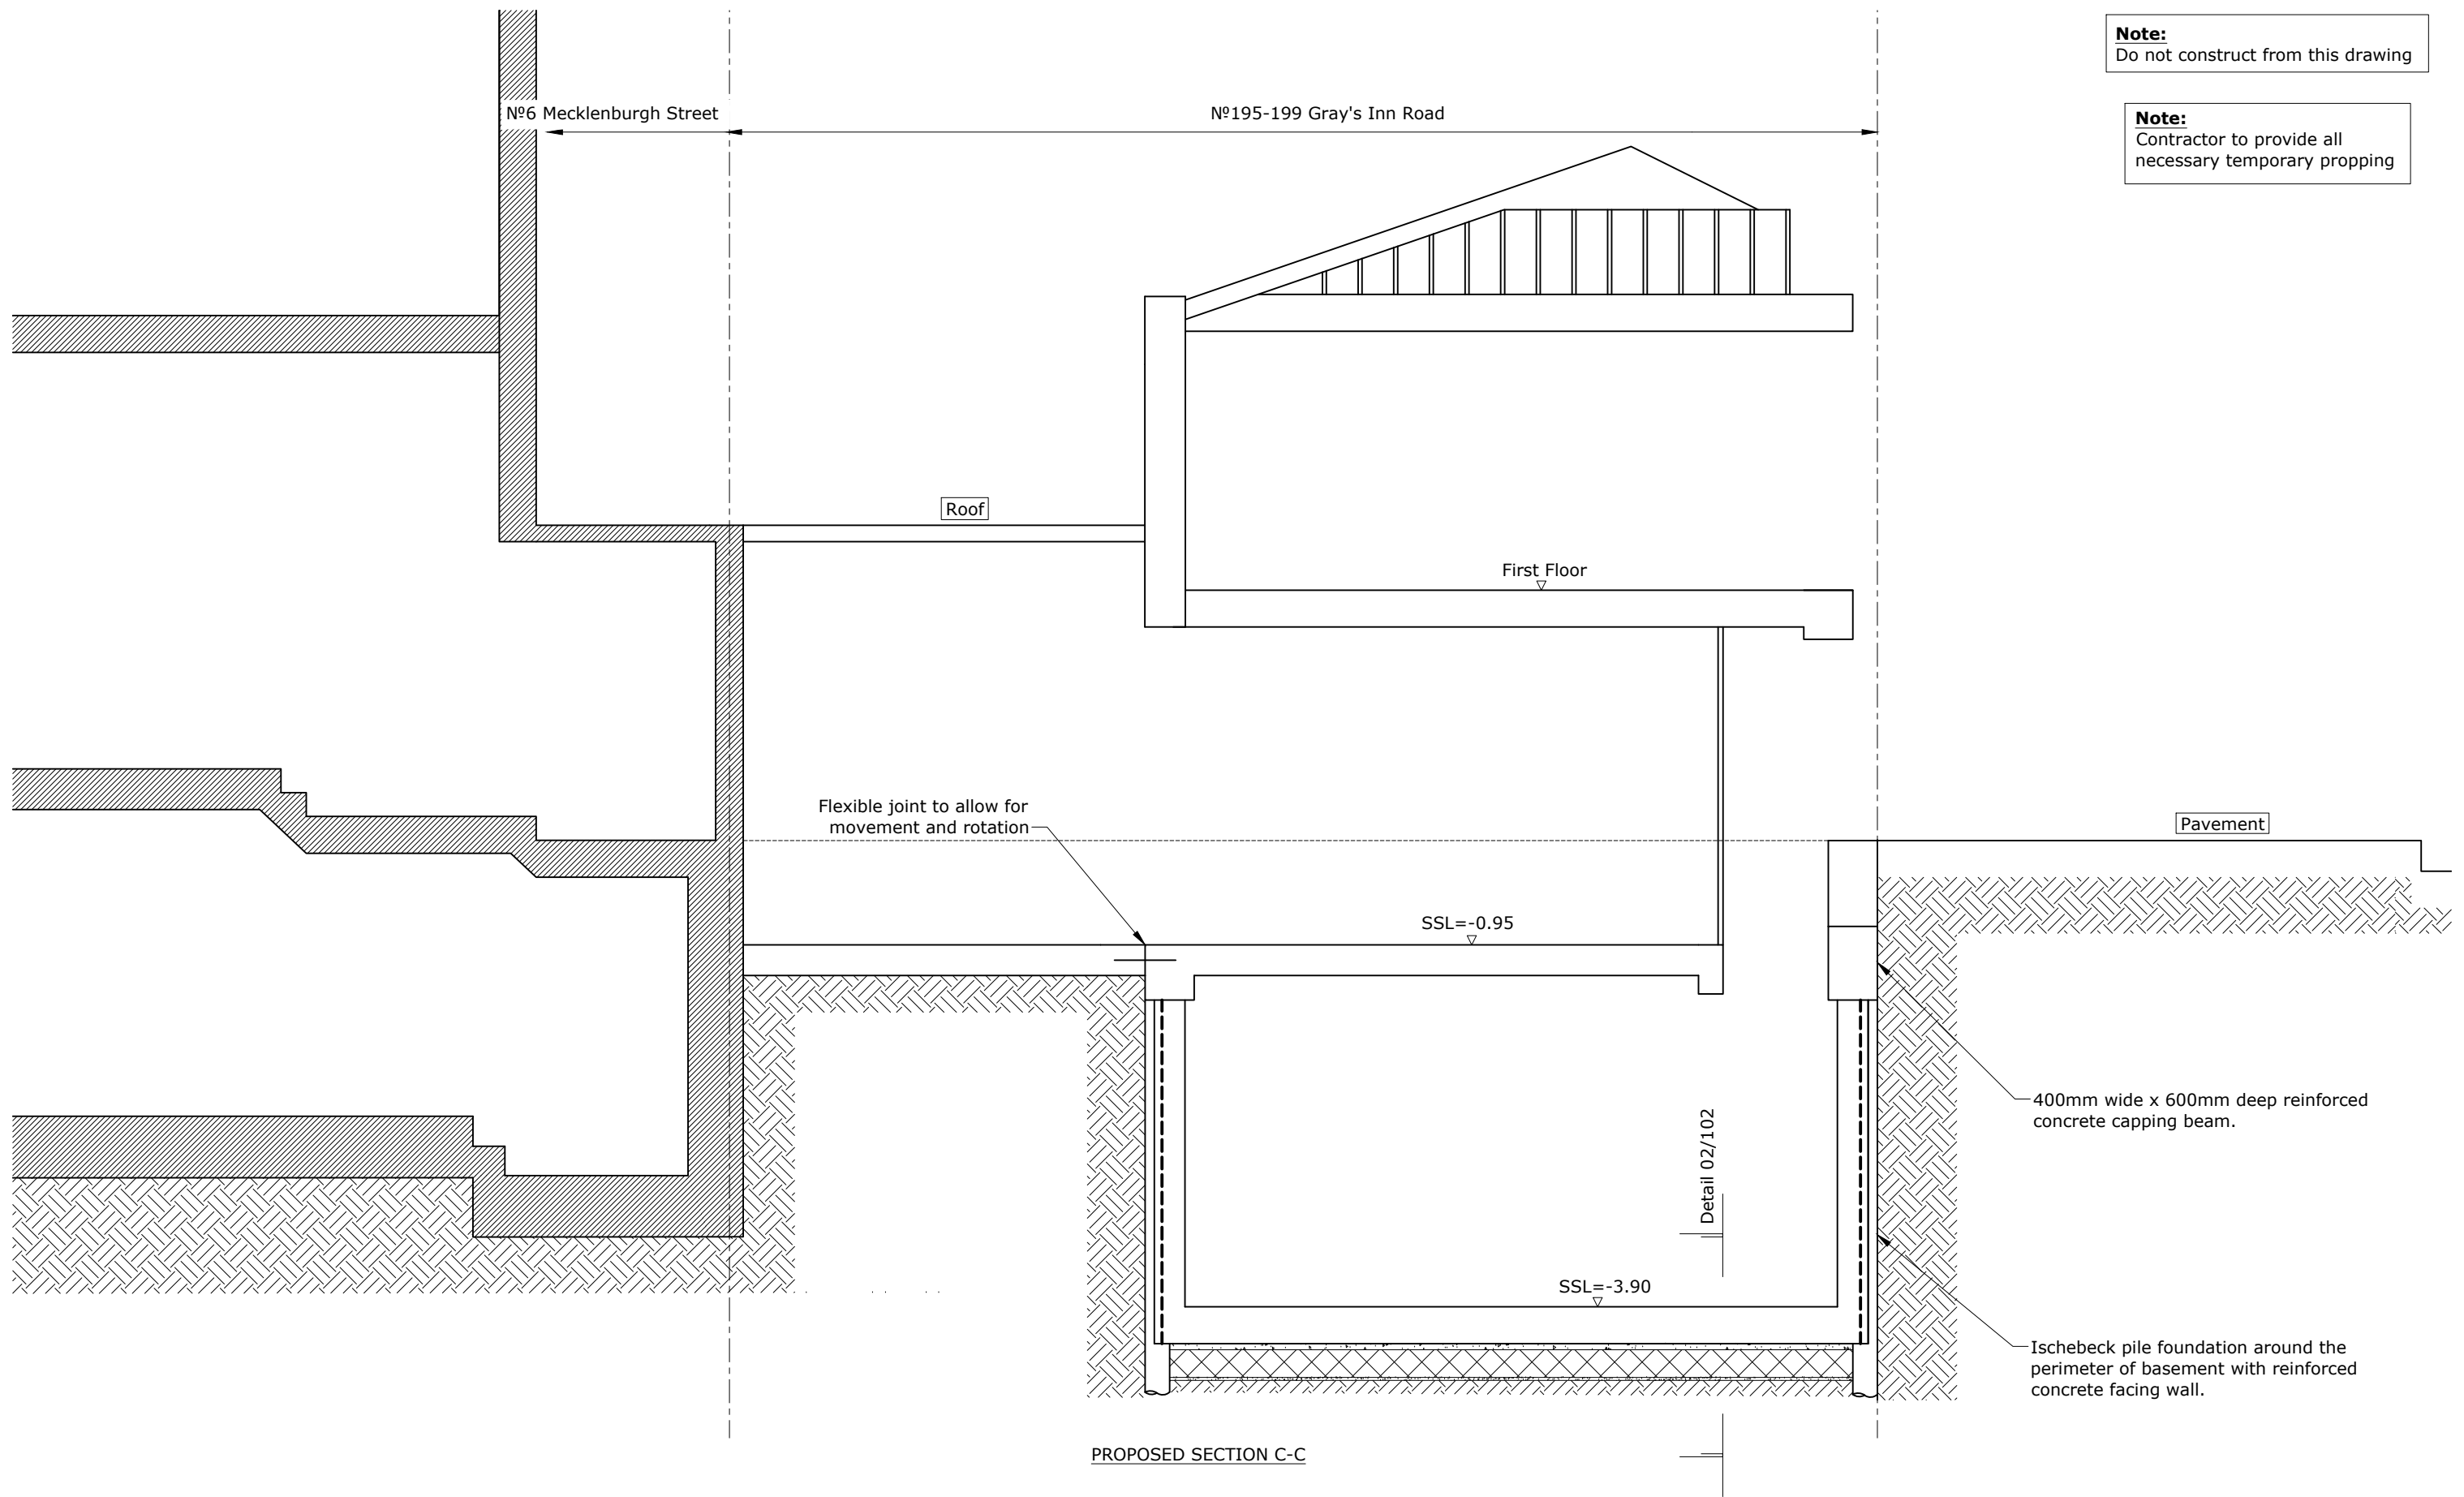 Note:
Do not construct from this drawing
Note:
Contractor to provide all
necessary temporary propping
№6 Mecklenburgh Street
№195-199 Gray's Inn Road
Roof
First Floor
Flexible joint to allow for
movement and rotation
Pavement
SSL=-0.95
400mm wide x 600mm deep reinforced
concrete capping beam.
Detail 02/102
SSL=-3.90
Ischebeck pile foundation around the
perimeter of basement with reinforced
concrete facing wall.
PROPOSED SECTION C-C